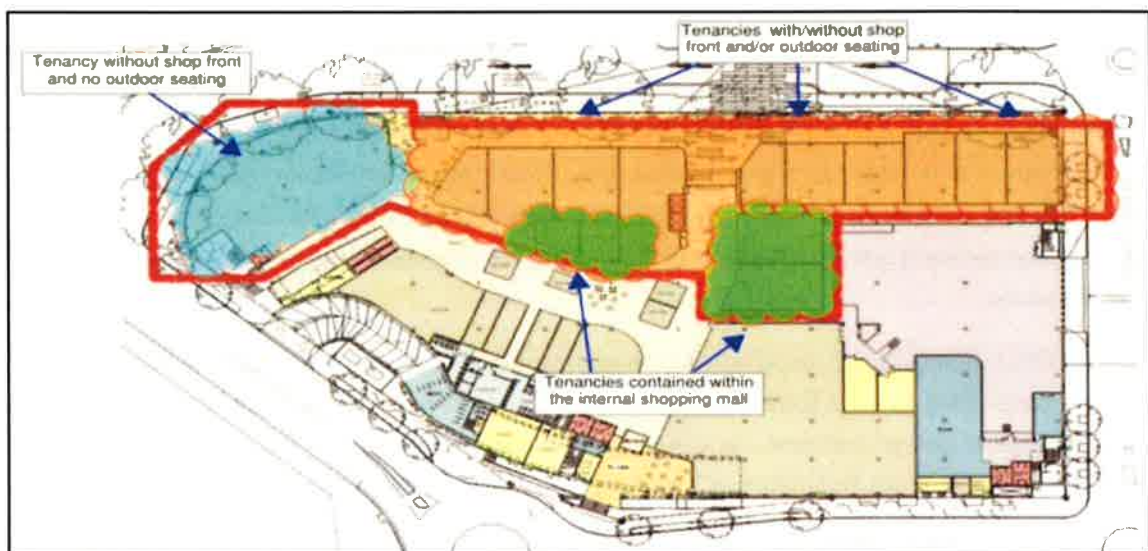 Tenancy without shop front
and no outdoor seating
Tenancies with/without shop
front and/or outdoor seating
Tenancies contained within
the internal shopping mall